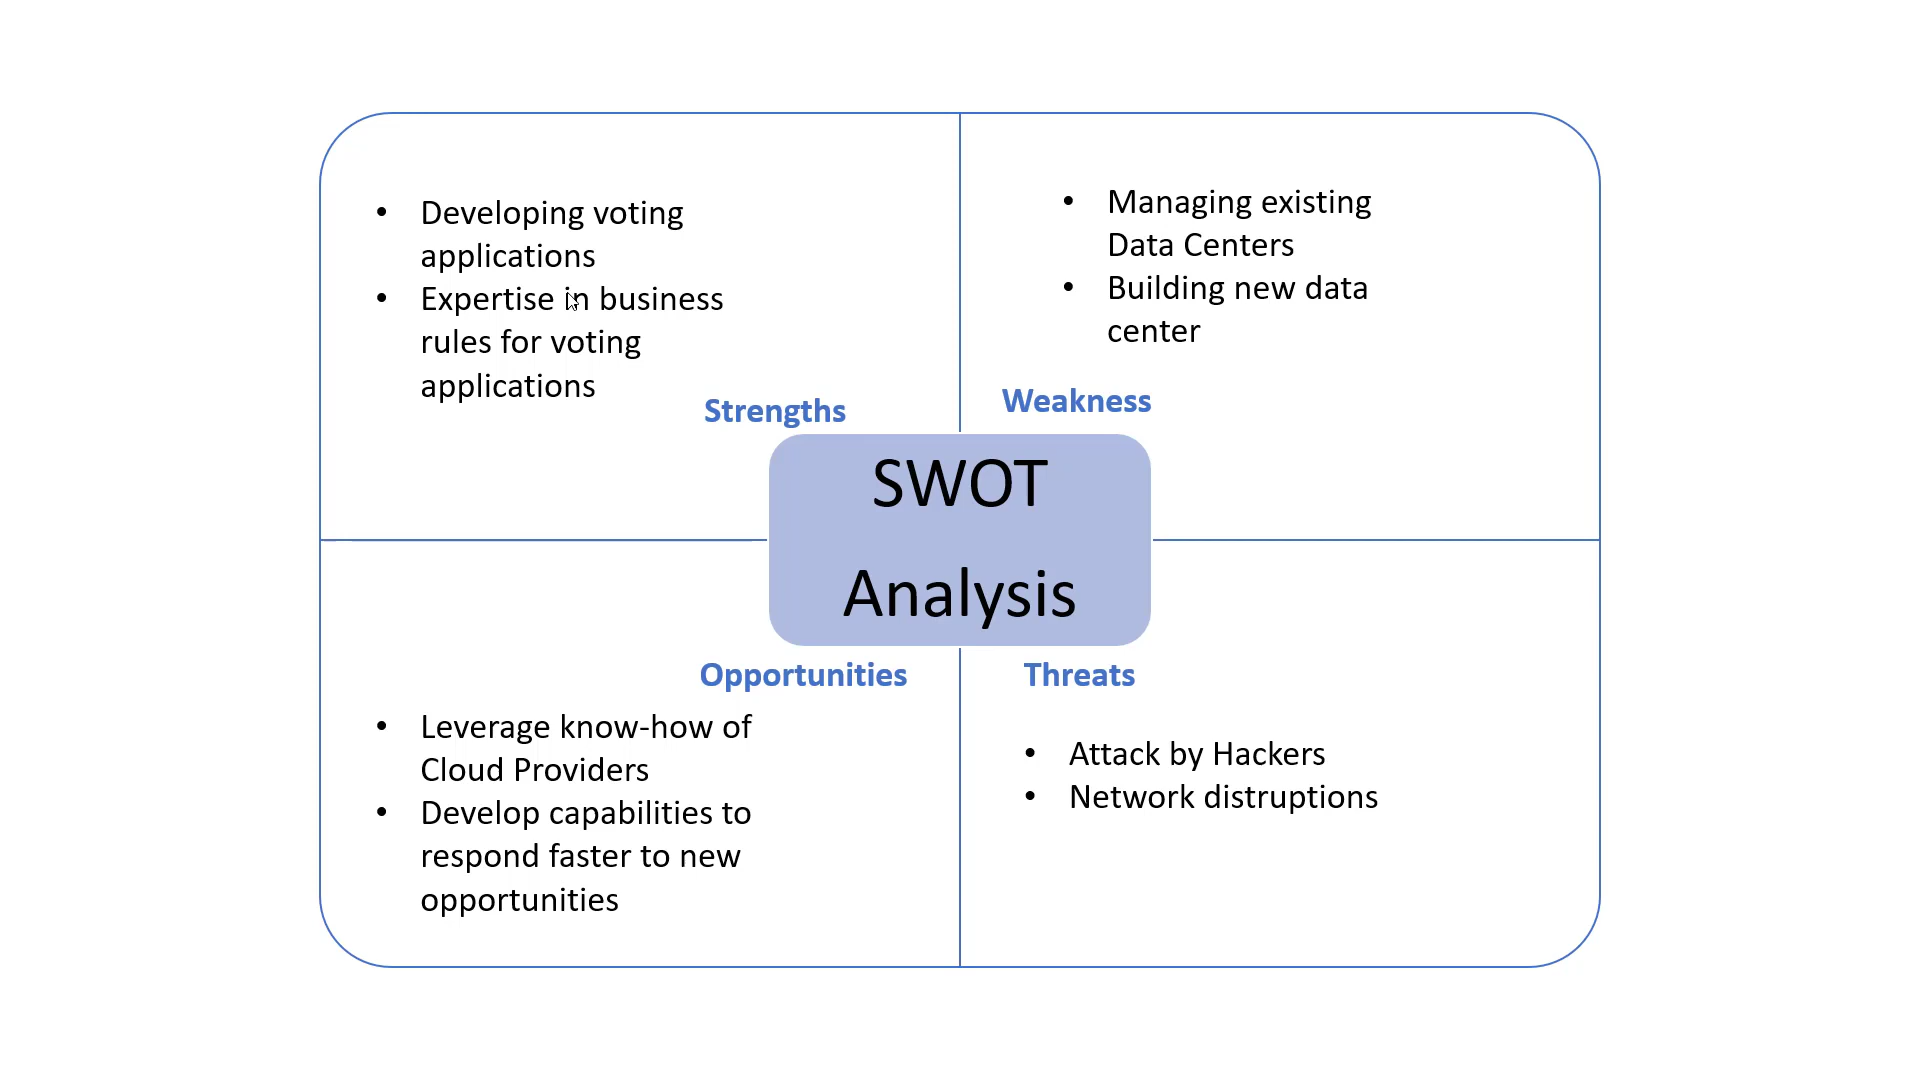 • Developing voting
applications
• Expertise in business
rules for voting
applications
Strengths
• Managing existing
Data Centers
• Building new data
center
Weakness
SWOT
Analysis
Opportunities
• Leverage know-how of
Cloud Providers
• Develop capabilities to
respond faster to new
opportunities
Threats
• Attack by Hackers
• Network distruptions